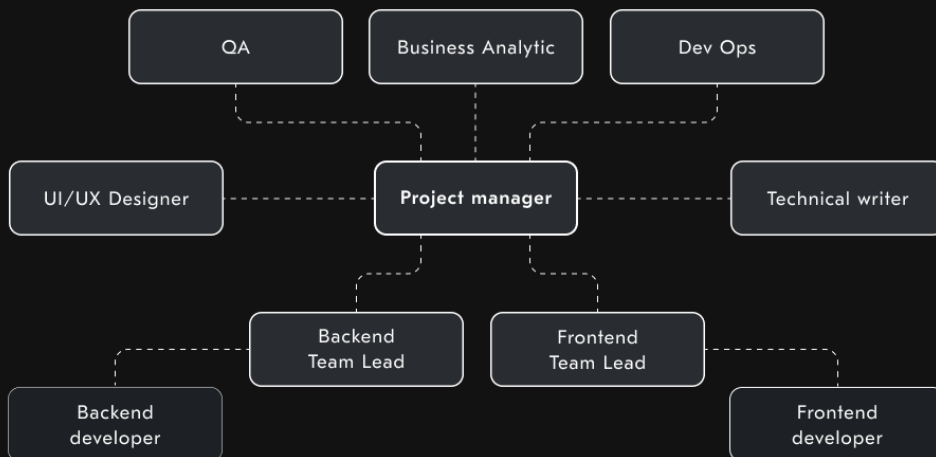 QA
Business Analytic
Dev Ops
UI/UX Designer
Project manager
Technical writer
Backend
Team Lead
Frontend
Team Lead
Backend
developer
Frontend
developer